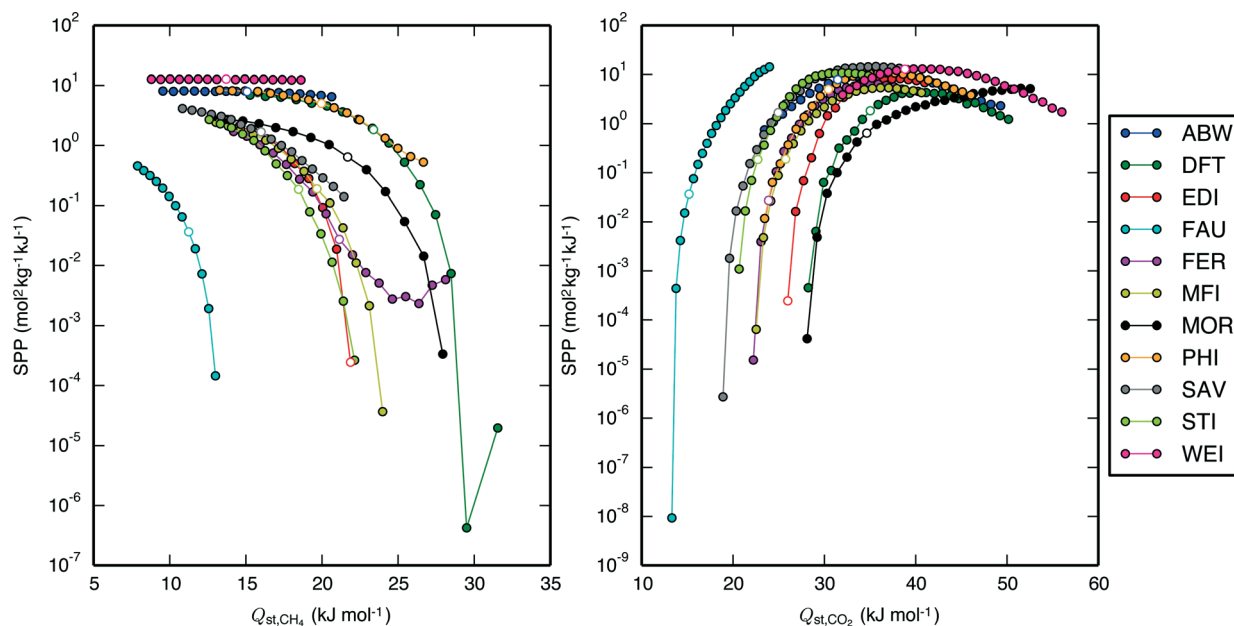 10² 10¹ 10⁰ 10⁻¹ 10⁻² 10⁻³ 10⁻⁴ 10⁻⁵ 10⁻⁶ 10⁻⁷
SPP (mol²kg⁻¹kJ⁻¹)
5 10 15 20 25 30 35
Qst,CH₄ (kJ mol⁻¹)
10² 10¹ 10⁰ 10⁻¹ 10⁻² 10⁻³ 10⁻⁴ 10⁻⁵ 10⁻⁶ 10⁻⁷ 10⁻⁸ 10⁻⁹
SPP (mol²kg⁻¹kJ⁻¹)
10 20 30 40 50 60
Qst,CO₂ (kJ mol⁻¹)
ABW
DFT
EDI
FAU
FER
MFI
MOR
PHI
SAV
STI
WEI